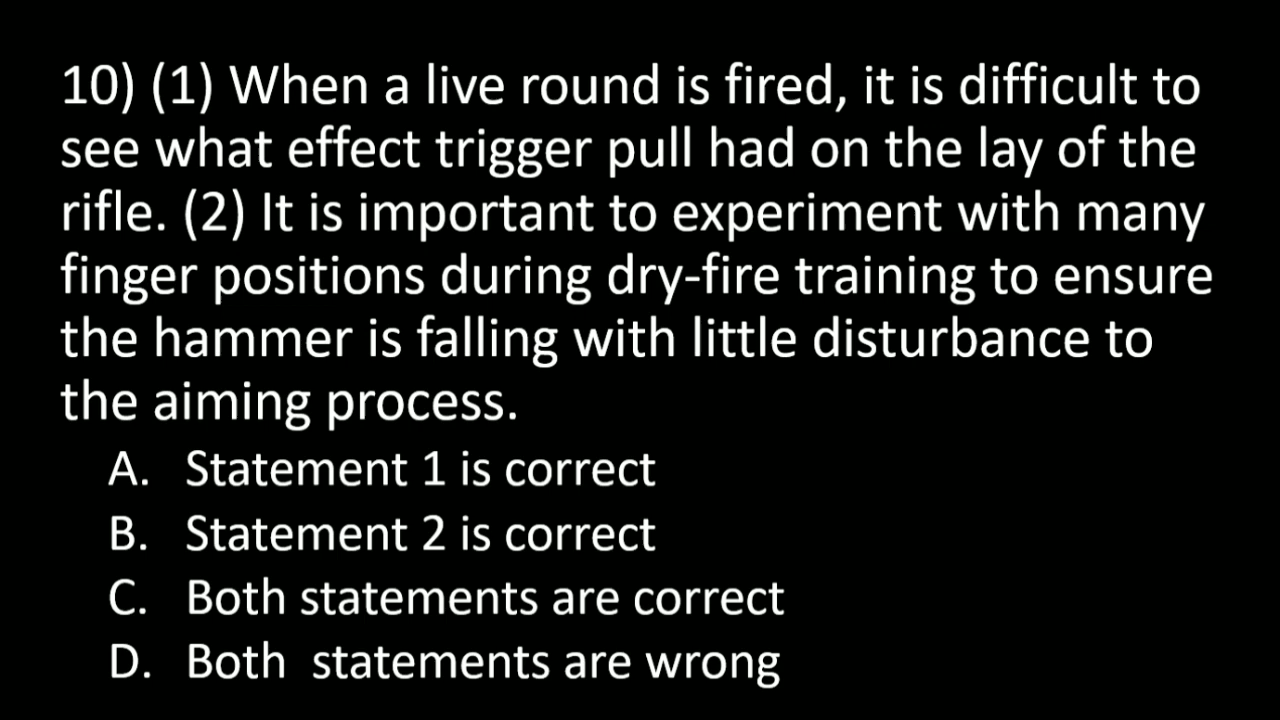 10) (1) When a live round is fired, it is difficult to
see what effect trigger pull had on the lay of the
rifle. (2) It is important to experiment with many
finger positions during dry-fire training to ensure
the hammer is falling with little disturbance to
the aiming process.
A. Statement 1 is correct
B. Statement 2 is correct
C. Both statements are correct
D. Both statements are wrong